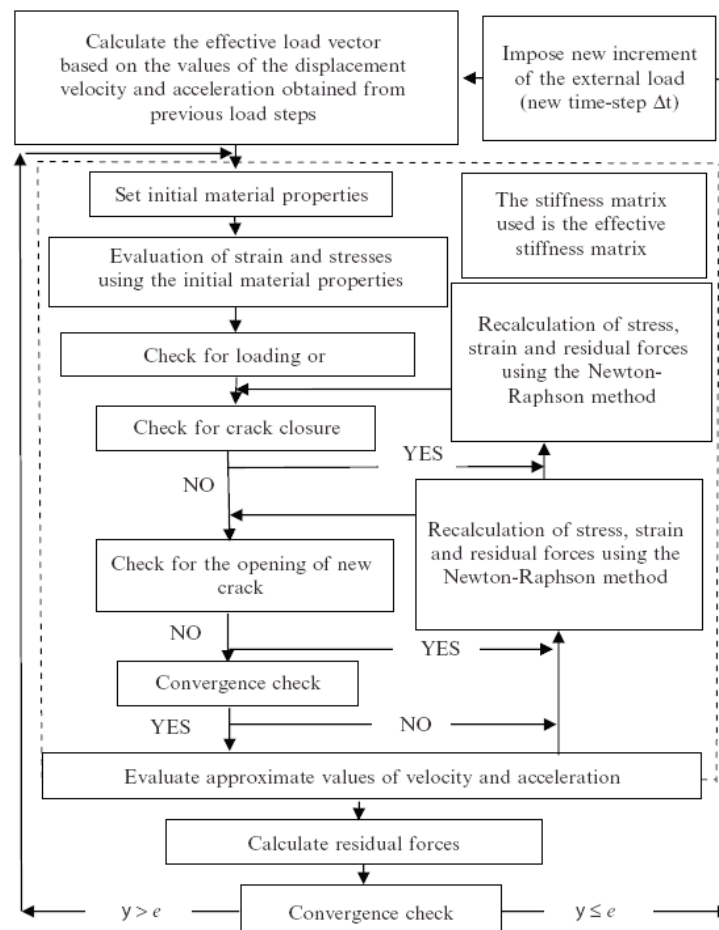 Calculate the effective load vector
based on the values of the displacement
velocity and acceleration obtained from
previous load steps
Impose new increment
of the external load
(new time-step Δt)
Set initial material properties
The stiffness matrix
used is the effective
stiffness matrix
Evaluation of strain and stresses
using the initial material properties
Check for loading or
Recalculation of stress,
strain and residual forces
using the Newton-
Raphson method
Check for crack closure
YES
NO
Recalculation of stress, strain
and residual forces using the
Newton-Raphson method
Check for the opening of new
crack
NO
YES
Convergence check
YES
NO
Evaluate approximate values of velocity and acceleration
Calculate residual forces
y > e
Convergence check
y ≤ e